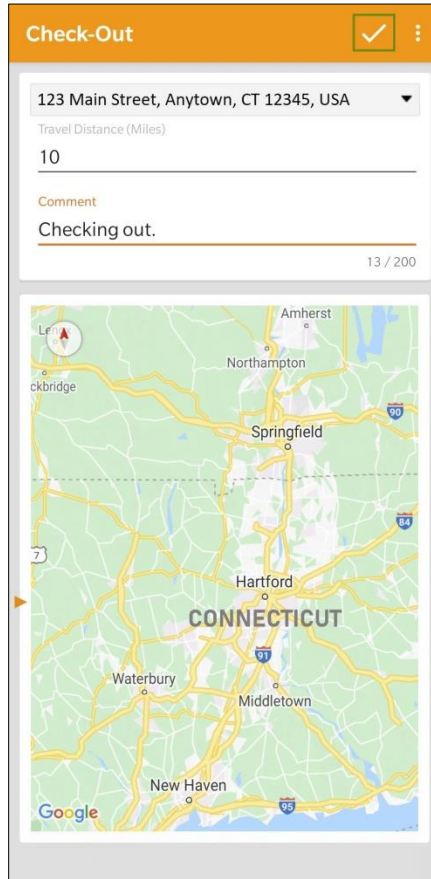 Check-Out
123 Main Street, Anytown, CT 12345, USA
Travel Distance (Miles)
10
Comment
Checking out.
13 / 200
Amherst
Northampton
ckbridge
90
Springfield
84
7
Hartford
CONNECTICUT
91
Waterbury
Middletown
New Haven
95
Google